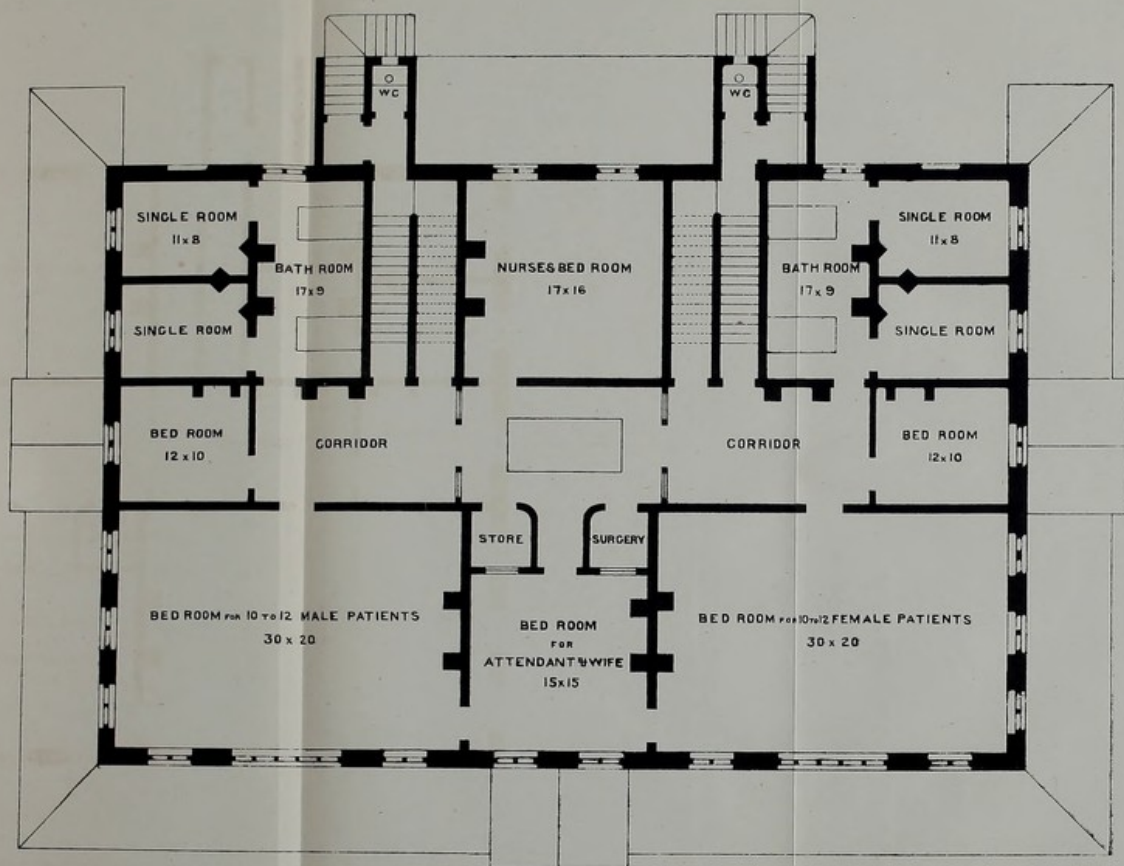 WC
WC
SINGLE ROOM
11 x 8
BATH ROOM
17 x 9
NURSE & BED ROOM
17 x 16
BATH ROOM
17 x 9
SINGLE ROOM
11 x 8
SINGLE ROOM
SINGLE ROOM
BED ROOM
12 x 10
CORRIDOR
CORRIDOR
BED ROOM
12 x 10
STORE
SURGERY
BED ROOM FOR 10 TO 12 MALE PATIENTS
30 x 20
BED ROOM
FOR
ATTENDANT & WIFE
15 x 15
BED ROOM FOR 10 TO 12 FEMALE PATIENTS
30 x 20